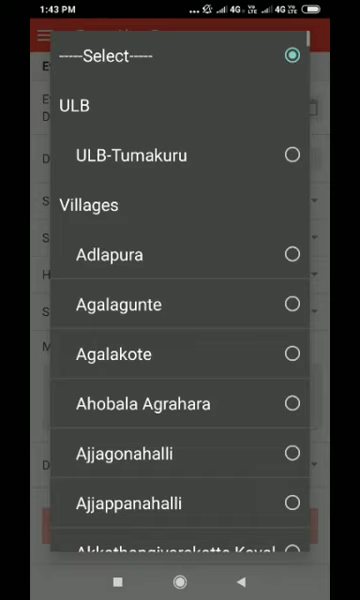 1:43 PM
4G
4G
-----Select-----
ULB
ULB-Tumakuru
Villages
Adlapura
Agalagunte
Agalakote
Ahobala Agrahara
Ajjagonahalli
Ajjappanahalli